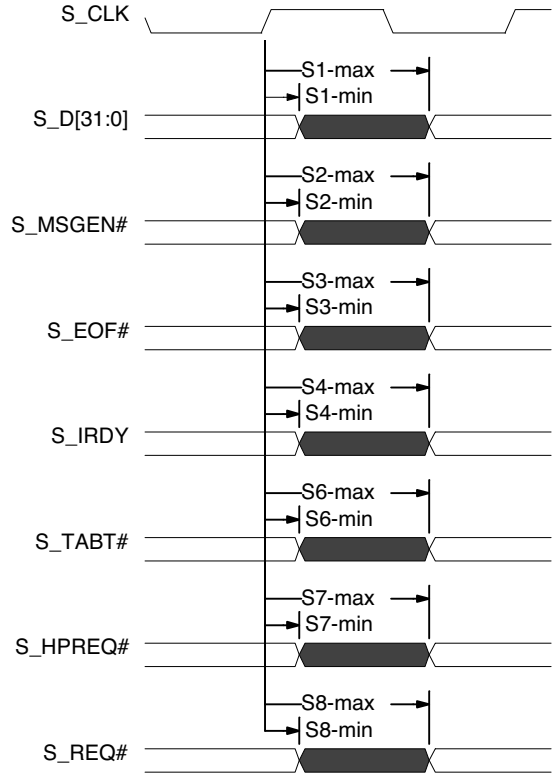 S_CLK
S1-max
S1-min
S_D[31:0]
S2-max
S2-min
S_MSGEN#
S3-max
S3-min
S_EOF#
S4-max
S4-min
S_IRDY
S6-max
S6-min
S_TABT#
S7-max
S7-min
S_HPREQ#
S8-max
S8-min
S_REQ#